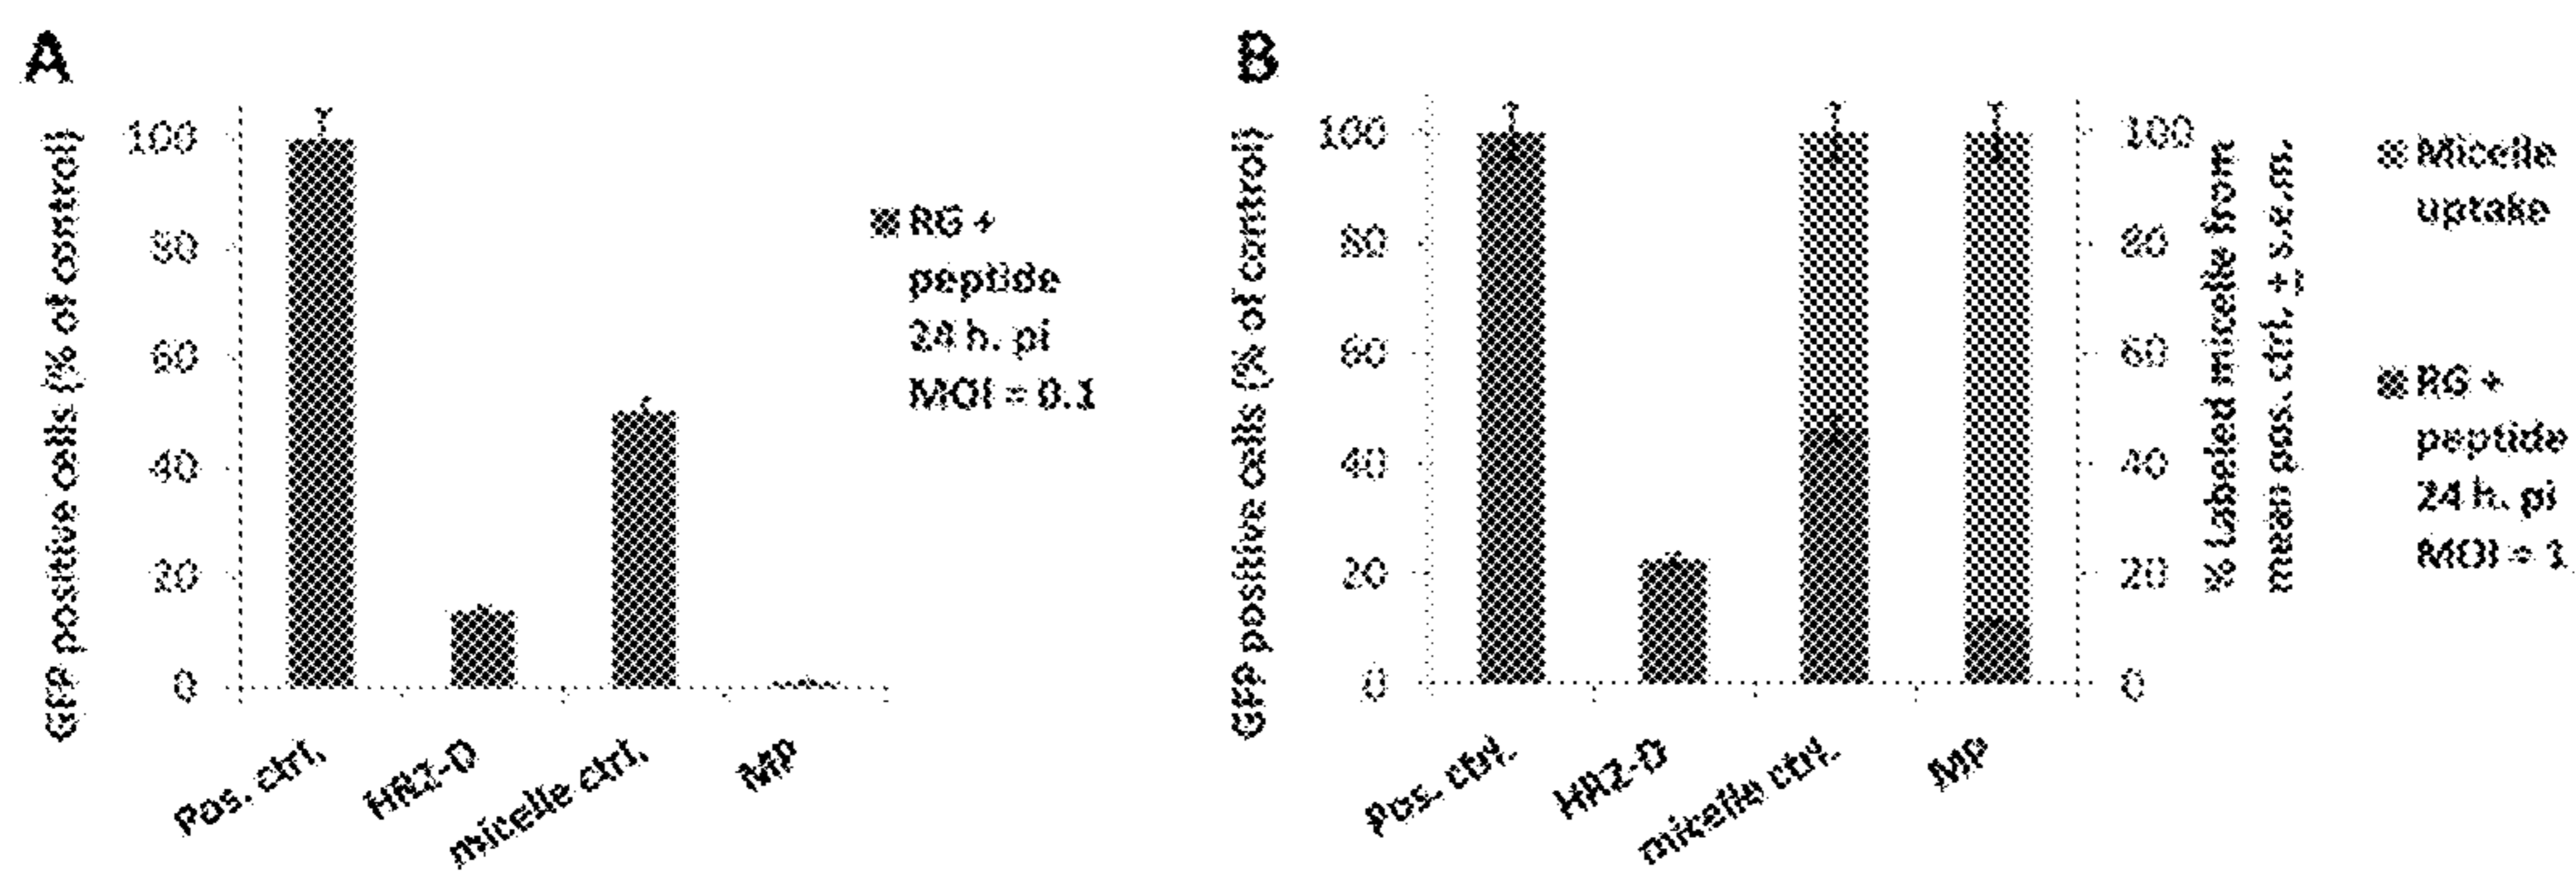 A
GFP positive cells (% of control)
100
80
60
40
20
0
Pos. ctrl.
HR2-D
micelle ctrl.
MP
RG +
peptide
24 h. pi
MOI = 0.1
B
GFP positive cells (% of control)
100
80
60
40
20
0
Pos. ctrl.
HR2-D
micelle ctrl.
MP
100
80
60
40
20
0
% Labeled micelle from
mean pos. ctrl. ± s.e.m.
Micelle
uptake
RG +
peptide
24 h. pi
MOI = 1